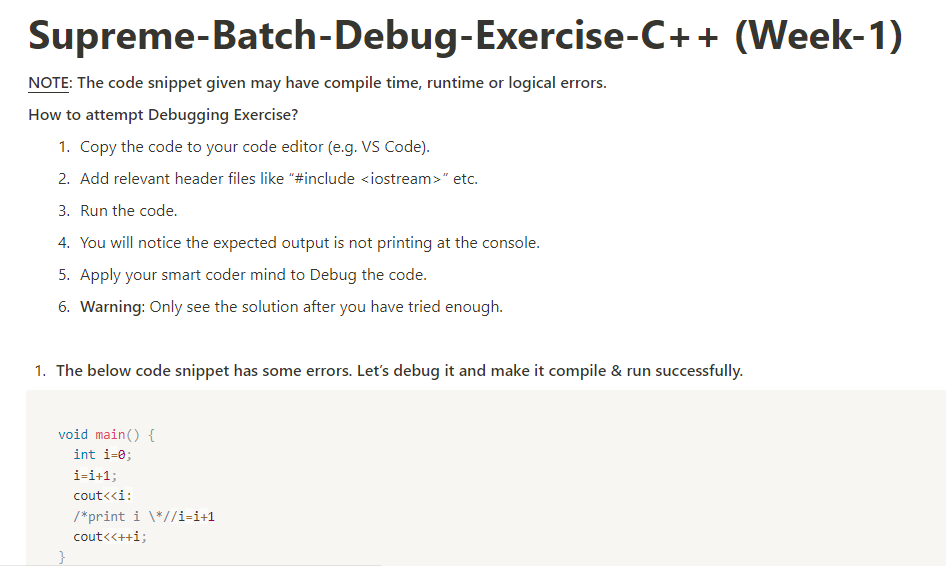 Supreme-Batch-Debug-Exercise-C++ (Week-1)
NOTE: The code snippet given may have compile time, runtime or logical errors.
How to attempt Debugging Exercise?
1. Copy the code to your code editor (e.g. VS Code).
2. Add relevant header files like “#include <iostream>” etc.
3. Run the code.
4. You will notice the expected output is not printing at the console.
5. Apply your smart coder mind to Debug the code.
6. Warning: Only see the solution after you have tried enough.
1. The below code snippet has some errors. Let’s debug it and make it compile & run successfully.
void main() {
int i=0;
i=i+1;
cout<<i:
/*print i \*//i=i+1
cout<<++i;
}